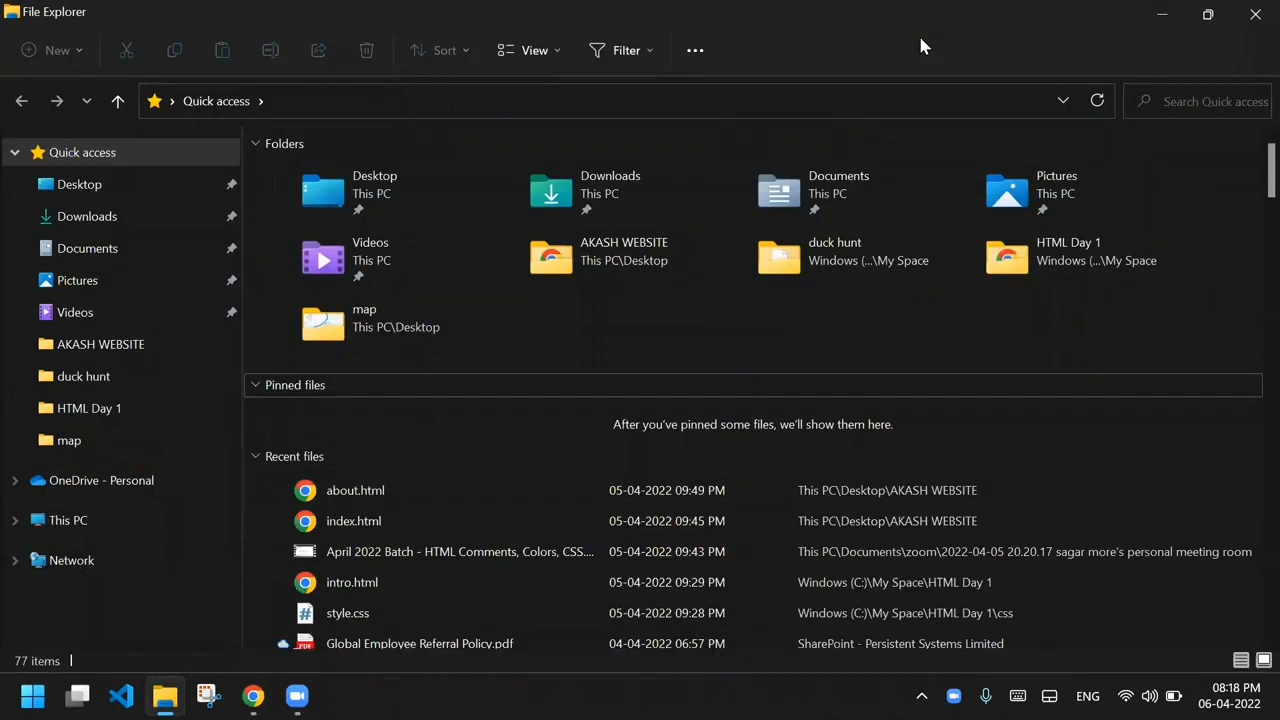 File Explorer
New
Sort
View
Filter
Quick access
Search Quick access
Quick access
Desktop
Downloads
Documents
Pictures
Videos
AKASH WEBSITE
duck hunt
HTML Day 1
map
OneDrive - Personal
This PC
Network
Folders
Desktop
This PC
Downloads
This PC
Documents
This PC
Pictures
This PC
Videos
This PC
AKASH WEBSITE
This PC\Desktop
duck hunt
Windows (...\My Space
HTML Day 1
Windows (...\My Space
map
This PC\Desktop
Pinned files
After you've pinned some files, we'll show them here.
Recent files
about.html 05-04-2022 09:49 PM This PC\Desktop\AKASH WEBSITE
index.html 05-04-2022 09:45 PM This PC\Desktop\AKASH WEBSITE
April 2022 Batch - HTML Comments, Colors, CSS.... 05-04-2022 09:43 PM This PC\Documents\zoom\2022-04-05 20.20.17 sagar more's personal meeting room
intro.html 05-04-2022 09:29 PM Windows (C:)\My Space\HTML Day 1
style.css 05-04-2022 09:28 PM Windows (C:)\My Space\HTML Day 1\css
Global Employee Referral Policy.pdf 04-04-2022 06:57 PM SharePoint - Persistent Systems Limited
77 items
ENG
08:18 PM
06-04-2022